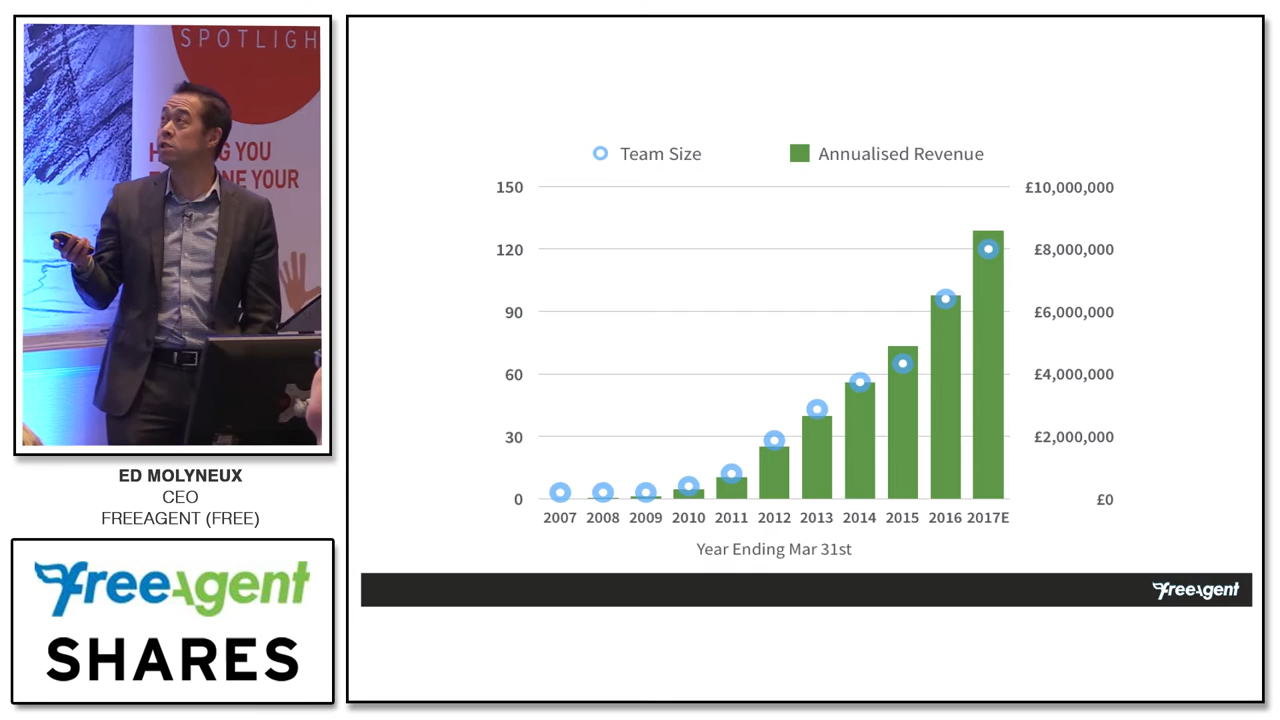 SPOTLIGH
G YOU
NE YOUR
ED MOLYNEUX
CEO
FREEAGENT (FREE)
freeAgent
SHARES
Team Size
Annualised Revenue
150
£10,000,000
120
£8,000,000
90
£6,000,000
60
£4,000,000
30
£2,000,000
0
£0
2007 2008 2009 2010 2011 2012 2013 2014 2015 2016 2017E
Year Ending Mar 31st
freeAgent